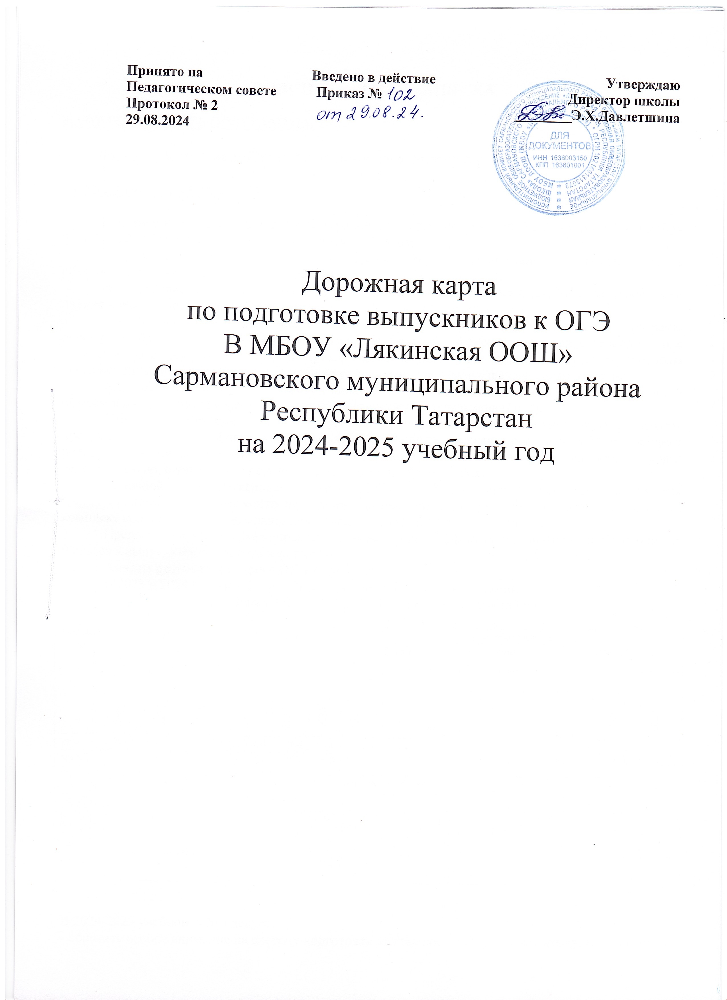 Принято на
Педагогическом совете
Протокол № 2
29.08.2024
Введено в действие
Приказ № 102
от 29.08.24.
Утверждаю
Директор школы
Э.Х.Давлетшина
ДЛЯ
ДОКУМЕНТОВ
ИНН 1636003150
КПП 163601001
Дорожная карта
по подготовке выпускников к ОГЭ
В МБОУ «Лякинская ООШ»
Сармановского муниципального района
Республики Татарстан
на 2024-2025 учебный год